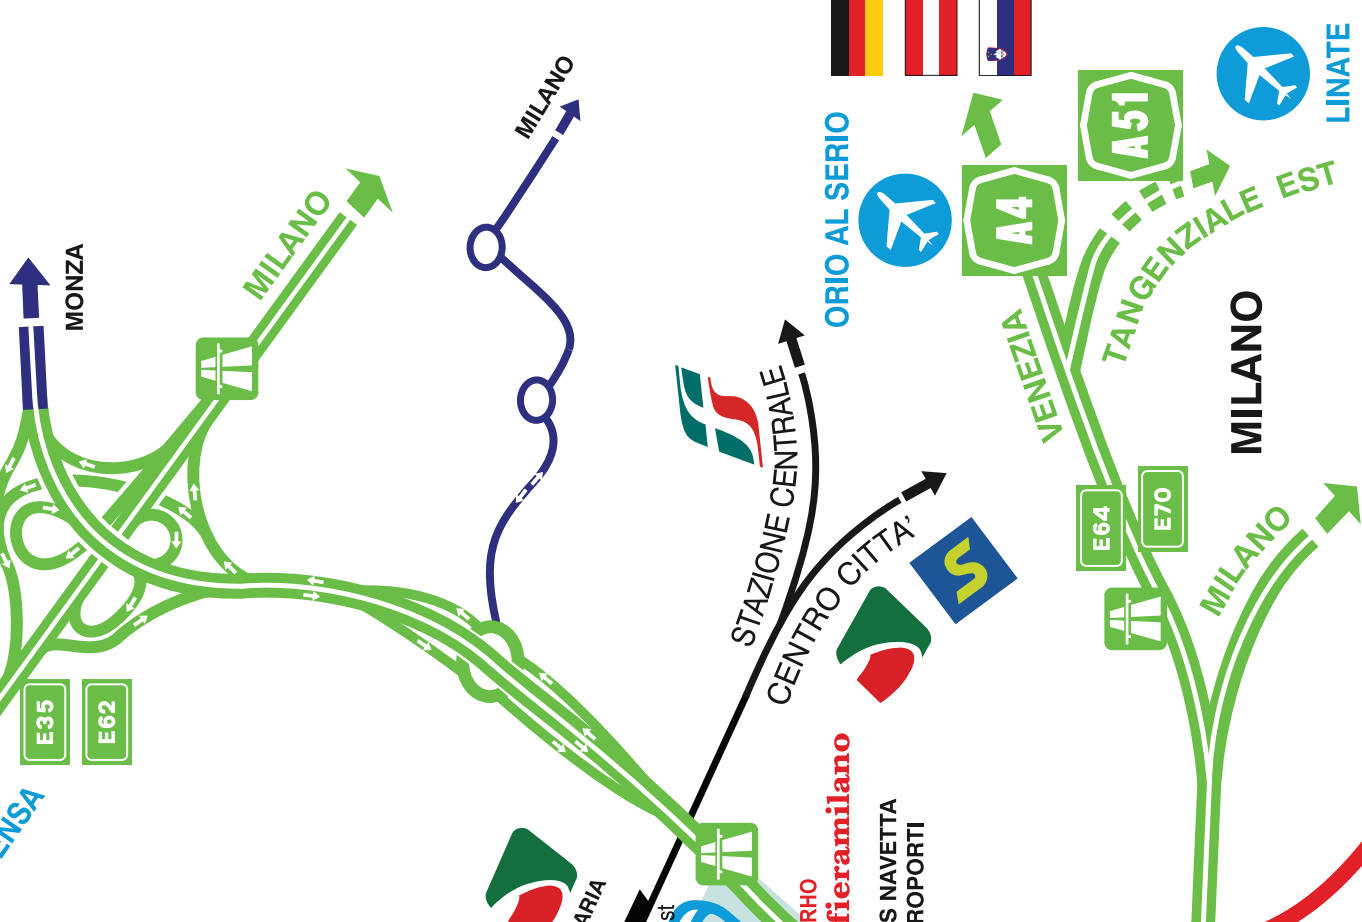 MILANO
LINATE
ORIO AL SERIO
A51
A4
TANGENZIALE EST
VENEZIA
MILANO
MILANO
MONZA
STAZIONE CENTRALE
CENTRO CITTA'
E64
E70
MILANO
E35
E62
ENSA
fieramilano
RHO
S NAVETTA
ROPORTI
ARIA
st